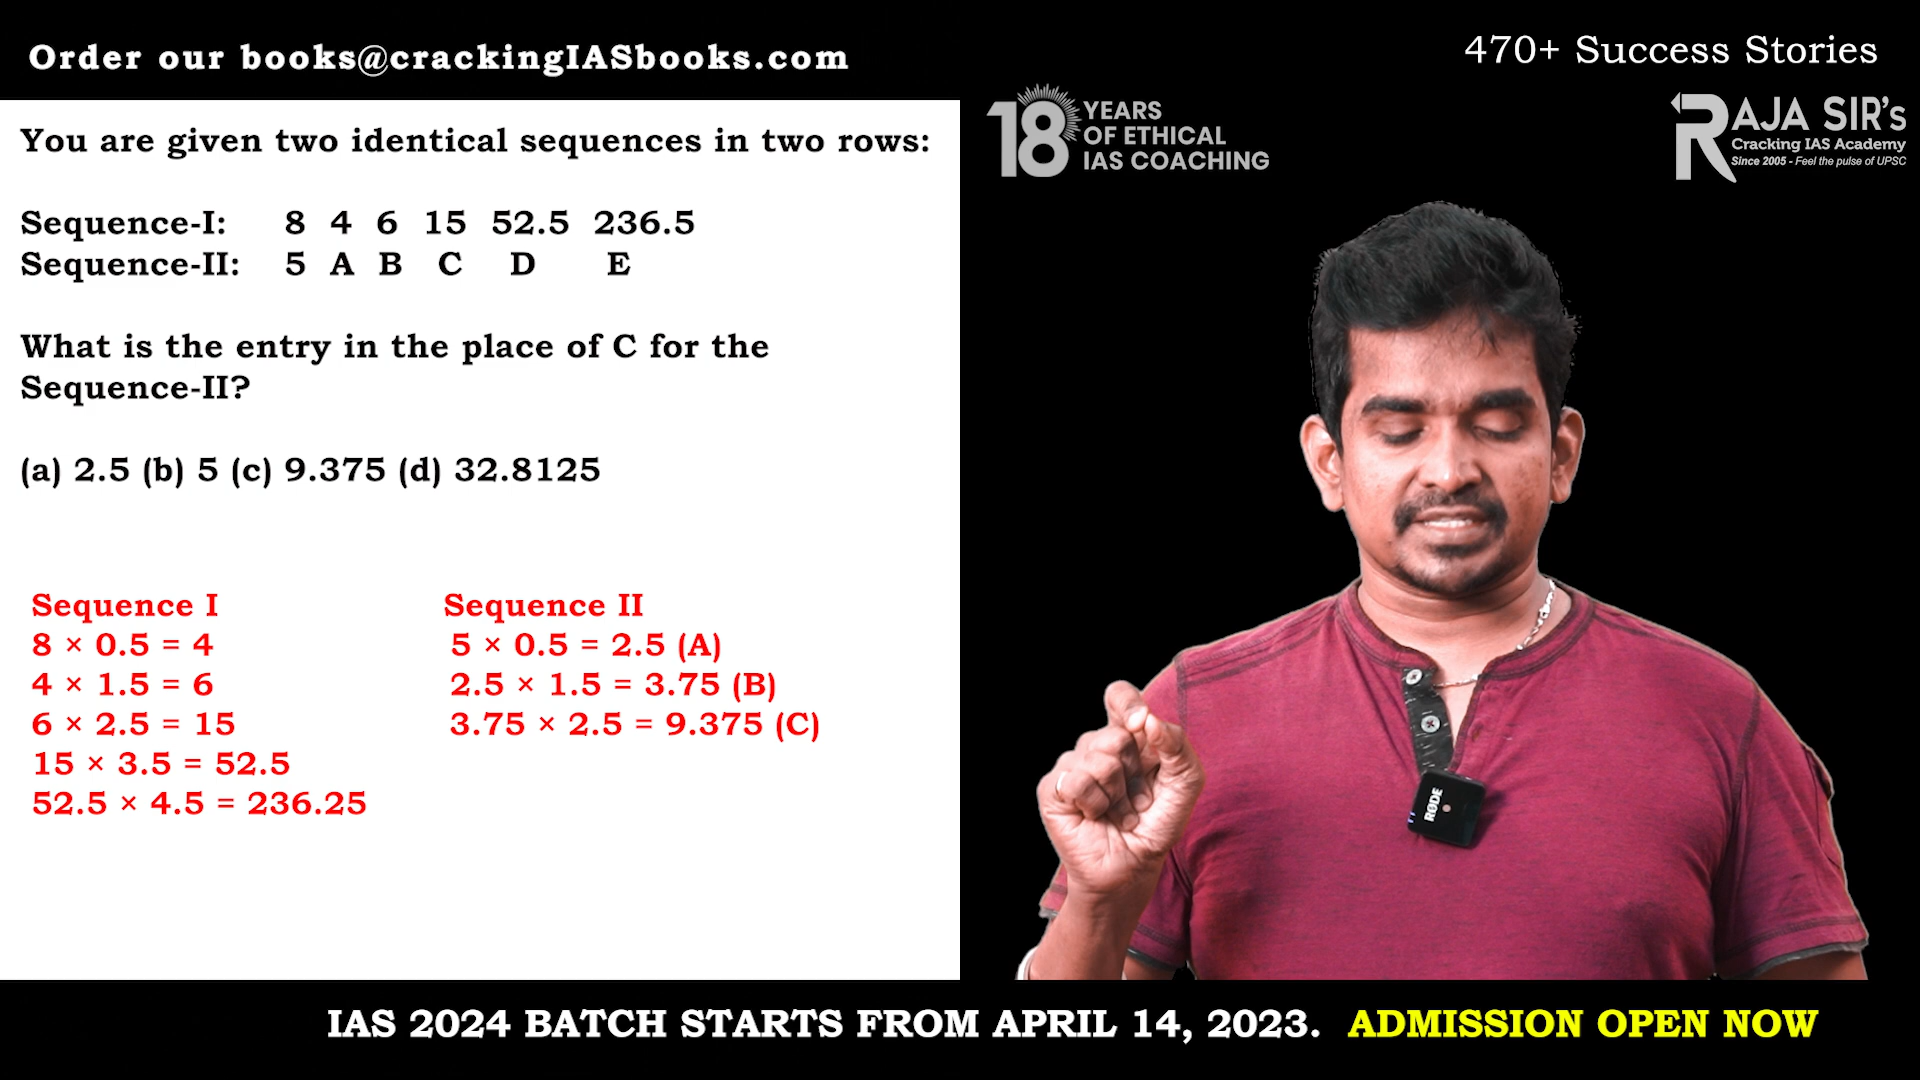 Order our books@crackingIASbooks.com
470+ Success Stories
18 YEARS
OF ETHICAL
IAS COACHING
RAJA SIR's
Cracking IAS Academy
Since 2005 - Feel the pulse of UPSC
You are given two identical sequences in two rows:
Sequence-I: 8 4 6 15 52.5 236.5
Sequence-II: 5 A B C D E
What is the entry in the place of C for the
Sequence-II?
(a) 2.5 (b) 5 (c) 9.375 (d) 32.8125
Sequence I
8 × 0.5 = 4
4 × 1.5 = 6
6 × 2.5 = 15
15 × 3.5 = 52.5
52.5 × 4.5 = 236.25
Sequence II
5 × 0.5 = 2.5 (A)
2.5 × 1.5 = 3.75 (B)
3.75 × 2.5 = 9.375 (C)
RØDE
IAS 2024 BATCH STARTS FROM APRIL 14, 2023. ADMISSION OPEN NOW